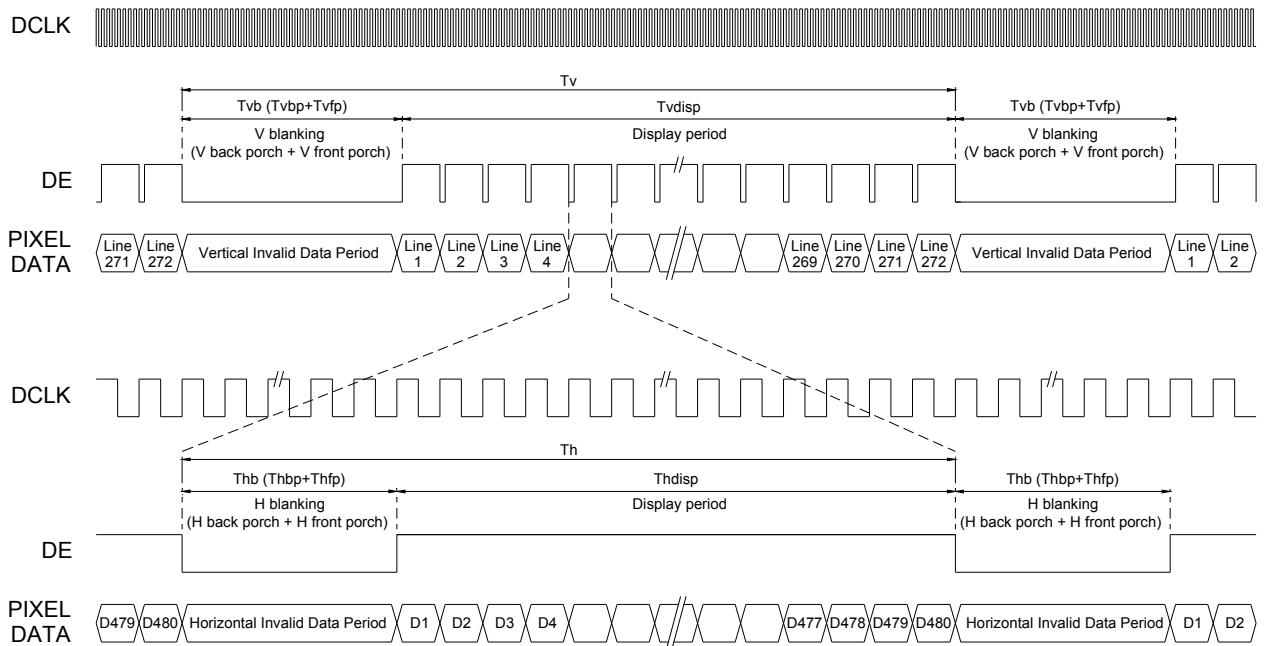 DCLK
Tv
Tvb (Tvbp+Tvfp)
Tvdisp
Tvb (Tvbp+Tvfp)
V blanking
(V back porch + V front porch)
Display period
V blanking
(V back porch + V front porch)
DE
PIXEL
DATA
Line
271
Line
272
Vertical Invalid Data Period
Line
1
Line
2
Line
3
Line
4
Line
269
Line
270
Line
271
Line
272
Vertical Invalid Data Period
Line
1
Line
2
DCLK
Th
Thb (Thbp+Thfp)
Thdisp
Thb (Thbp+Thfp)
H blanking
(H back porch + H front porch)
Display period
H blanking
(H back porch + H front porch)
DE
PIXEL
DATA
D479
D480
Horizontal Invalid Data Period
D1
D2
D3
D4
D477
D478
D479
D480
Horizontal Invalid Data Period
D1
D2